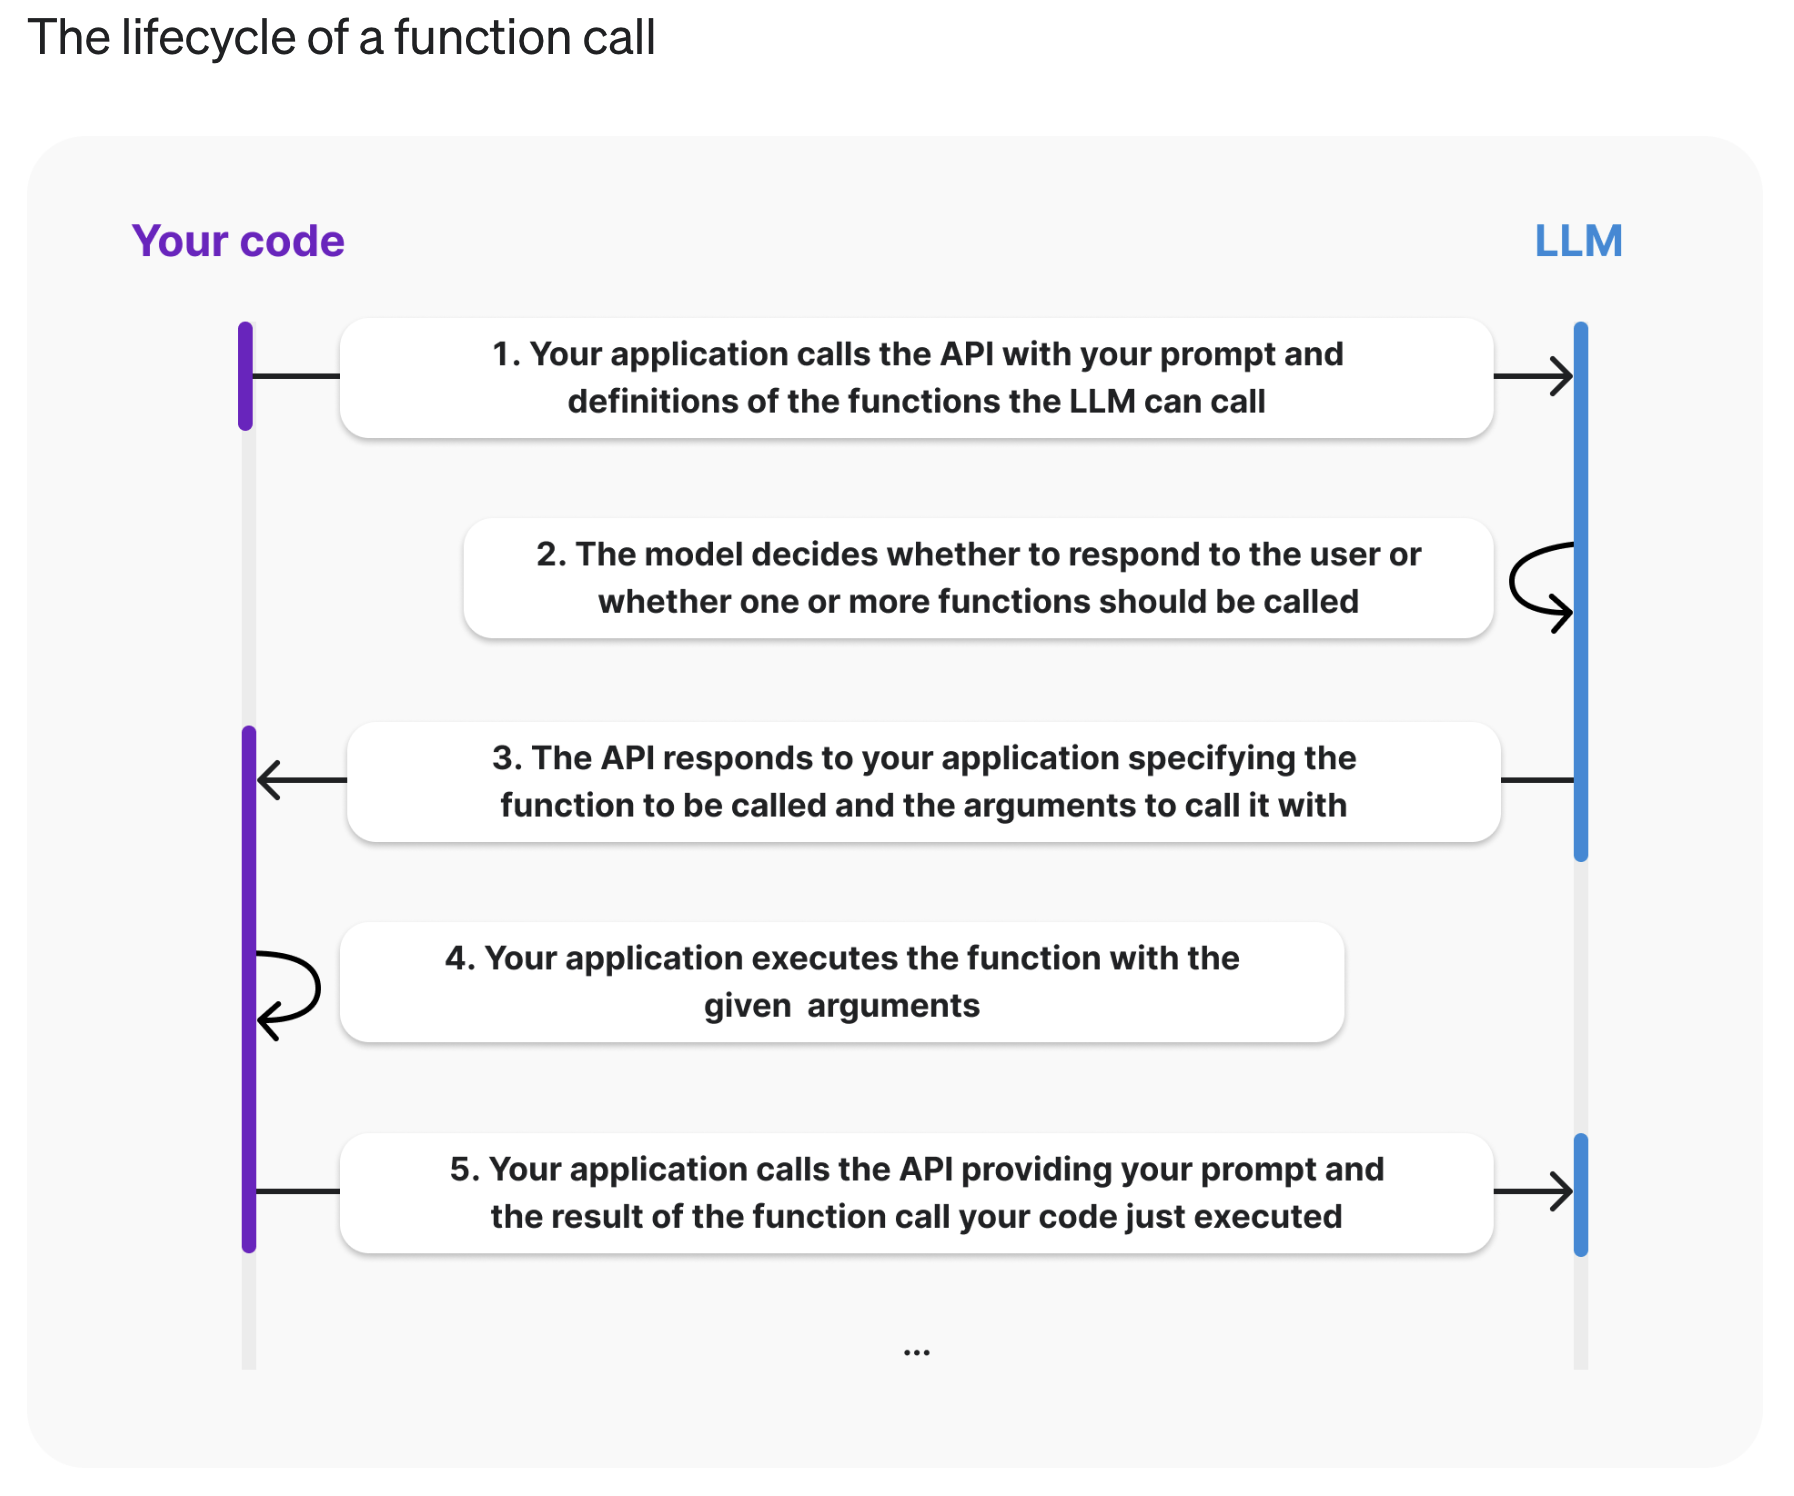 The lifecycle of a function call
Your code
LLM
1. Your application calls the API with your prompt and
definitions of the functions the LLM can call
2. The model decides whether to respond to the user or
whether one or more functions should be called
3. The API responds to your application specifying the
function to be called and the arguments to call it with
4. Your application executes the function with the
given  arguments
5. Your application calls the API providing your prompt and
the result of the function call your code just executed
...